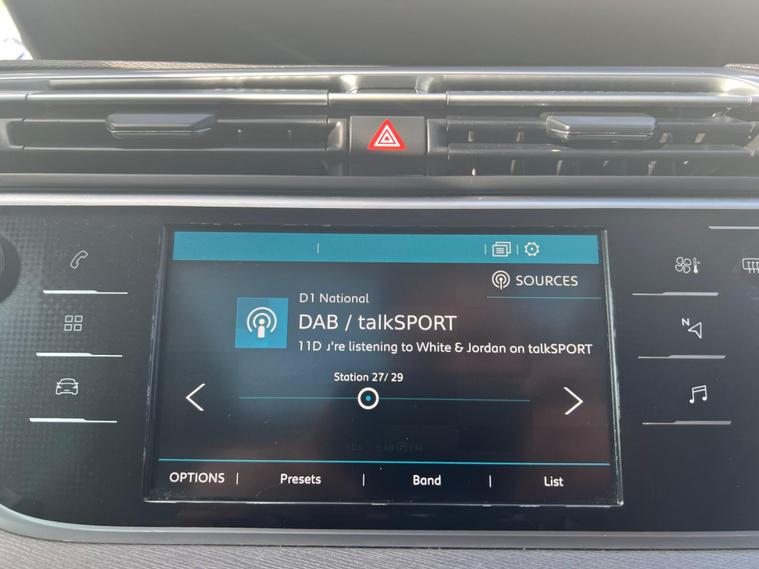 SOURCES
D1 National
DAB / talkSPORT
11D ɹ're listening to White & Jordan on talkSPORT
Station 27/ 29
OPTIONS | Presets | Band | List
N